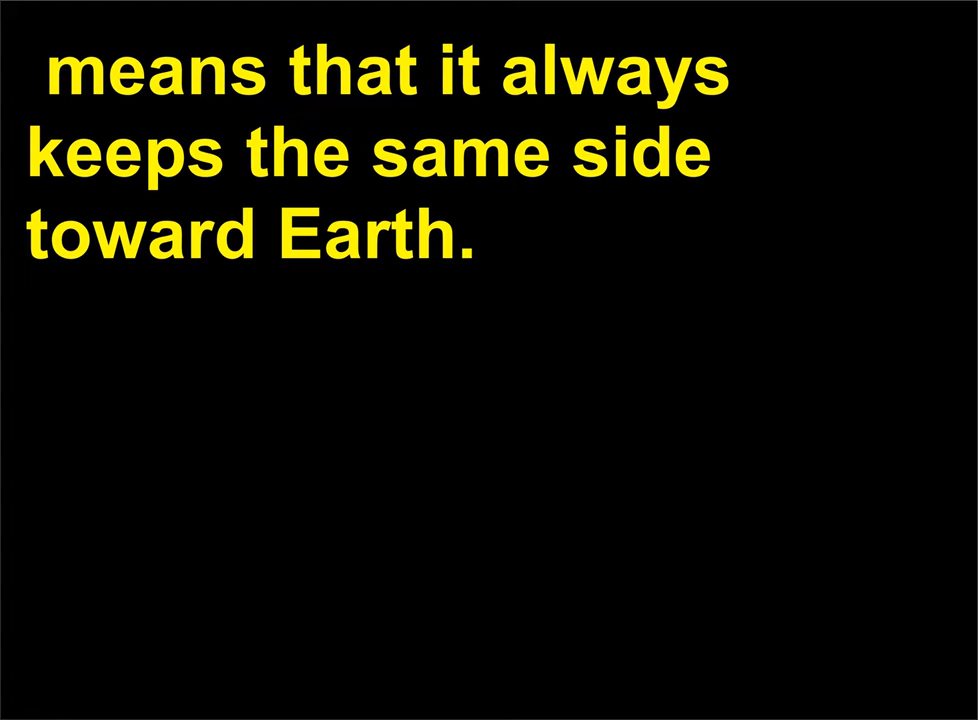 means that it always
keeps the same side
toward Earth.